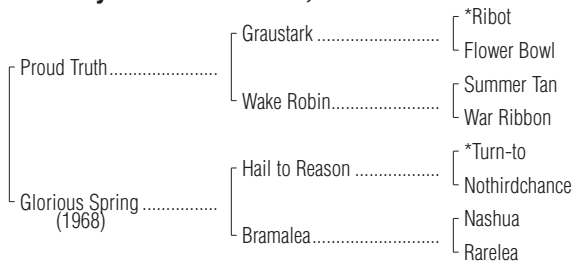 *Ribot
Graustark
Flower Bowl
Proud Truth
Summer Tan
Wake Robin
War Ribbon
*Turn-to
Hail to Reason
Nothirdchance
Glorious Spring
(1968)
Nashua
Bramalea
Rarelea